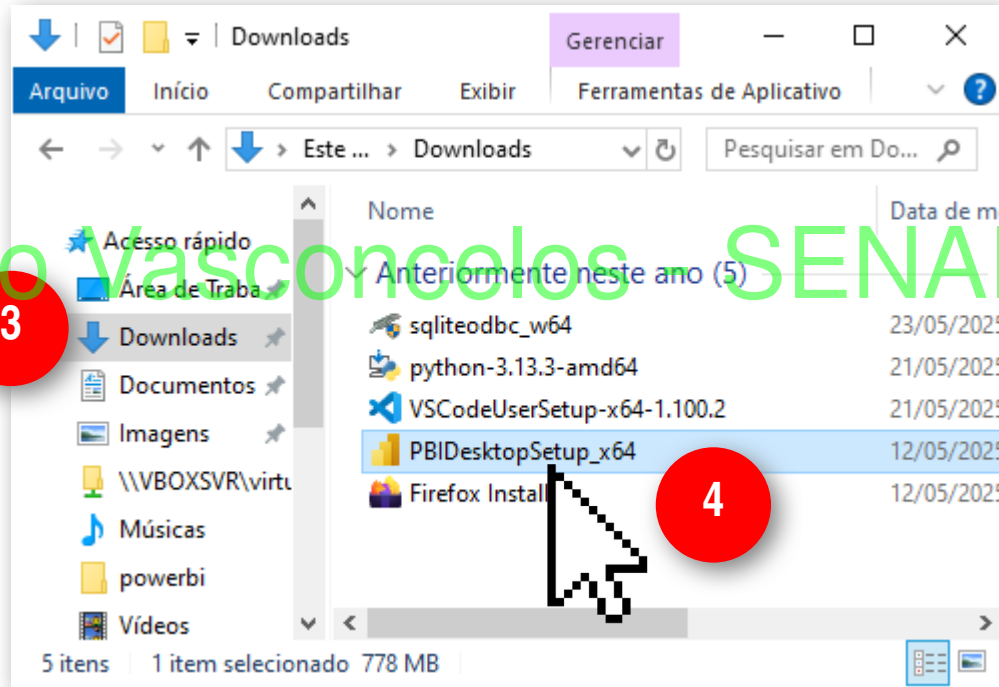 Downloads
Gerenciar
Arquivo Início Compartilhar Exibir Ferramentas de Aplicativo
Este ... Downloads Pesquisar em Do...
Nome Data de m
o Vasconcelos - SENA
Acesso rápido
Anteriormente neste ano (5)
Área de Traba
3
Downloads
Documentos
Imagens
\\VBOXSVR\virtu
Músicas
powerbi
Vídeos
sqliteodbc_w64 23/05/2025
python-3.13.3-amd64 21/05/2025
VSCodeUserSetup-x64-1.100.2 21/05/2025
PBIDesktopSetup_x64 12/05/2025
Firefox Install 12/05/2025
4
5 itens 1 item selecionado 778 MB